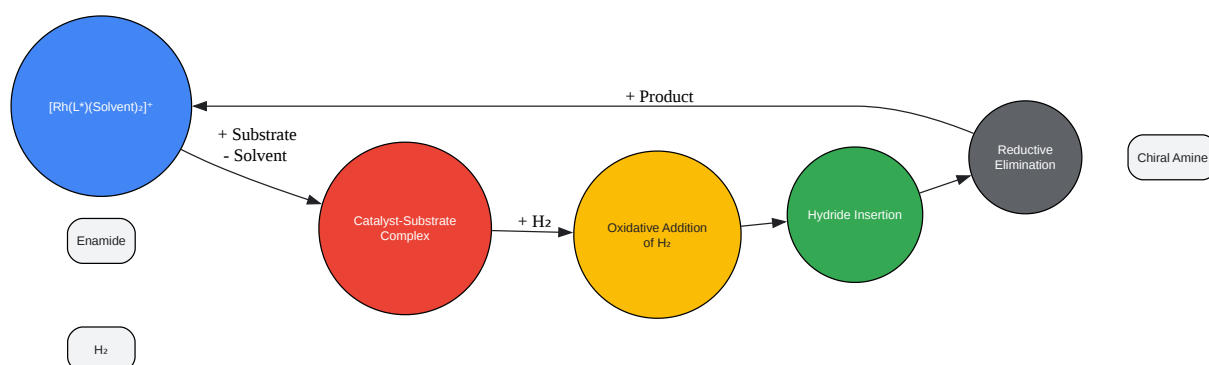 [Rh(L*)(Solvent)₂]⁺
+ Product
+ Substrate
- Solvent
Reductive
Elimination
Chiral Amine
Enamide
Catalyst-Substrate
Complex
+ H₂
Oxidative Addition
of H₂
Hydride Insertion
H₂